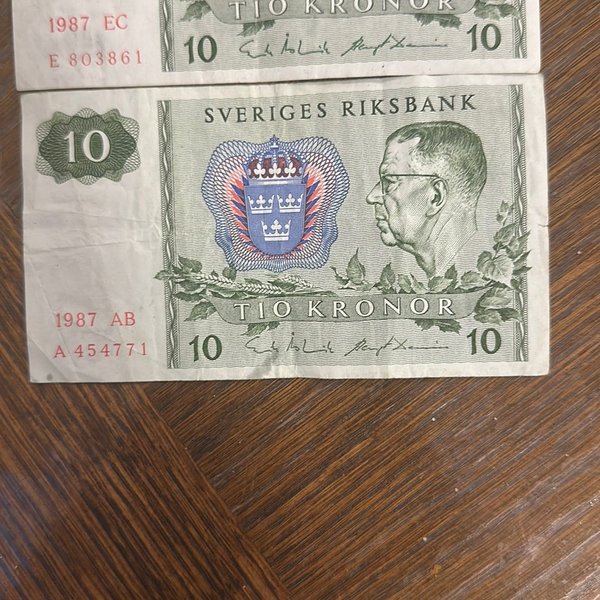 TIO KRONOR
1987 EC
E 803861
10
10
SVERIGES RIKSBANK
10
TIO KRONOR
1987 AB
A 454771
10
10